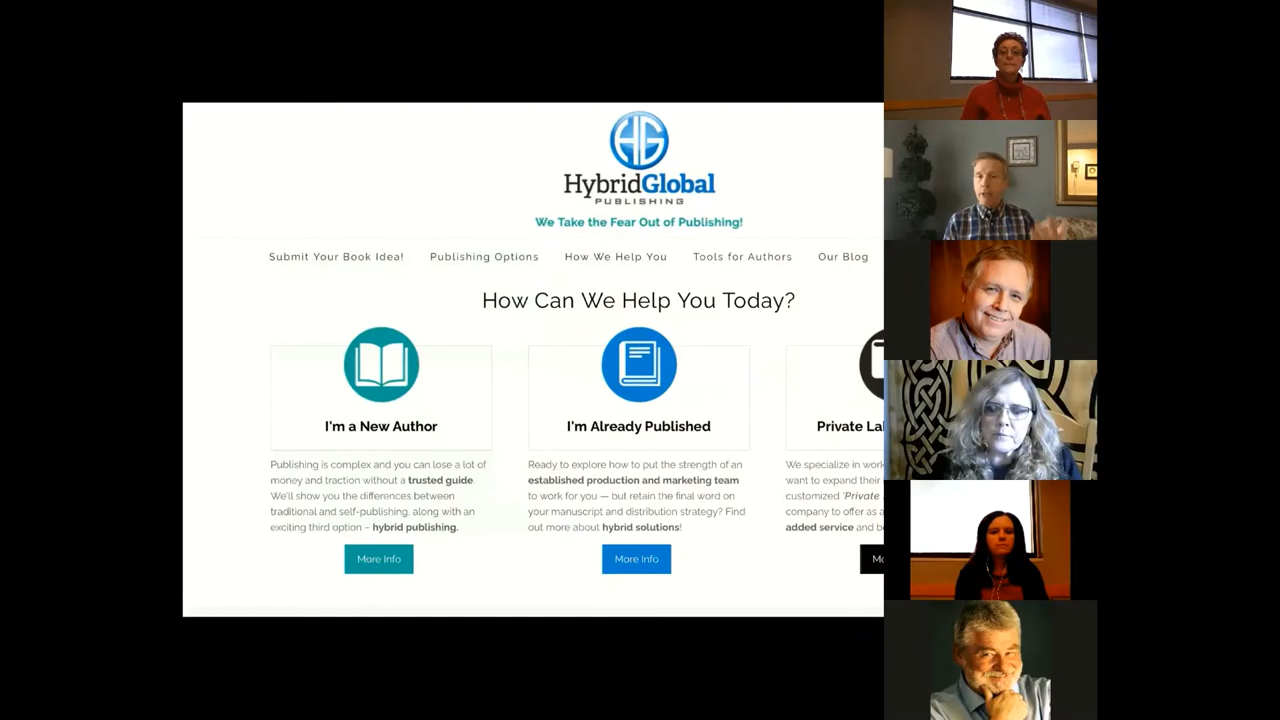 HG
HybridGlobal
PUBLISHING
We Take the Fear Out of Publishing!
Submit Your Book Idea! Publishing Options How We Help You Tools for Authors Our Blog
How Can We Help You Today?
I'm a New Author
Publishing is complex and you can lose a lot of
money and traction without a trusted guide.
We'll show you the differences between
traditional and self-publishing, along with an
exciting third option – hybrid publishing.
More Info
I'm Already Published
Ready to explore how to put the strength of an
established production and marketing team
to work for you — but retain the final word on
your manuscript and distribution strategy? Find
out more about hybrid solutions!
More Info
Private
We specialize in
want to expand their
customized 'Private
company to offer as
added service and